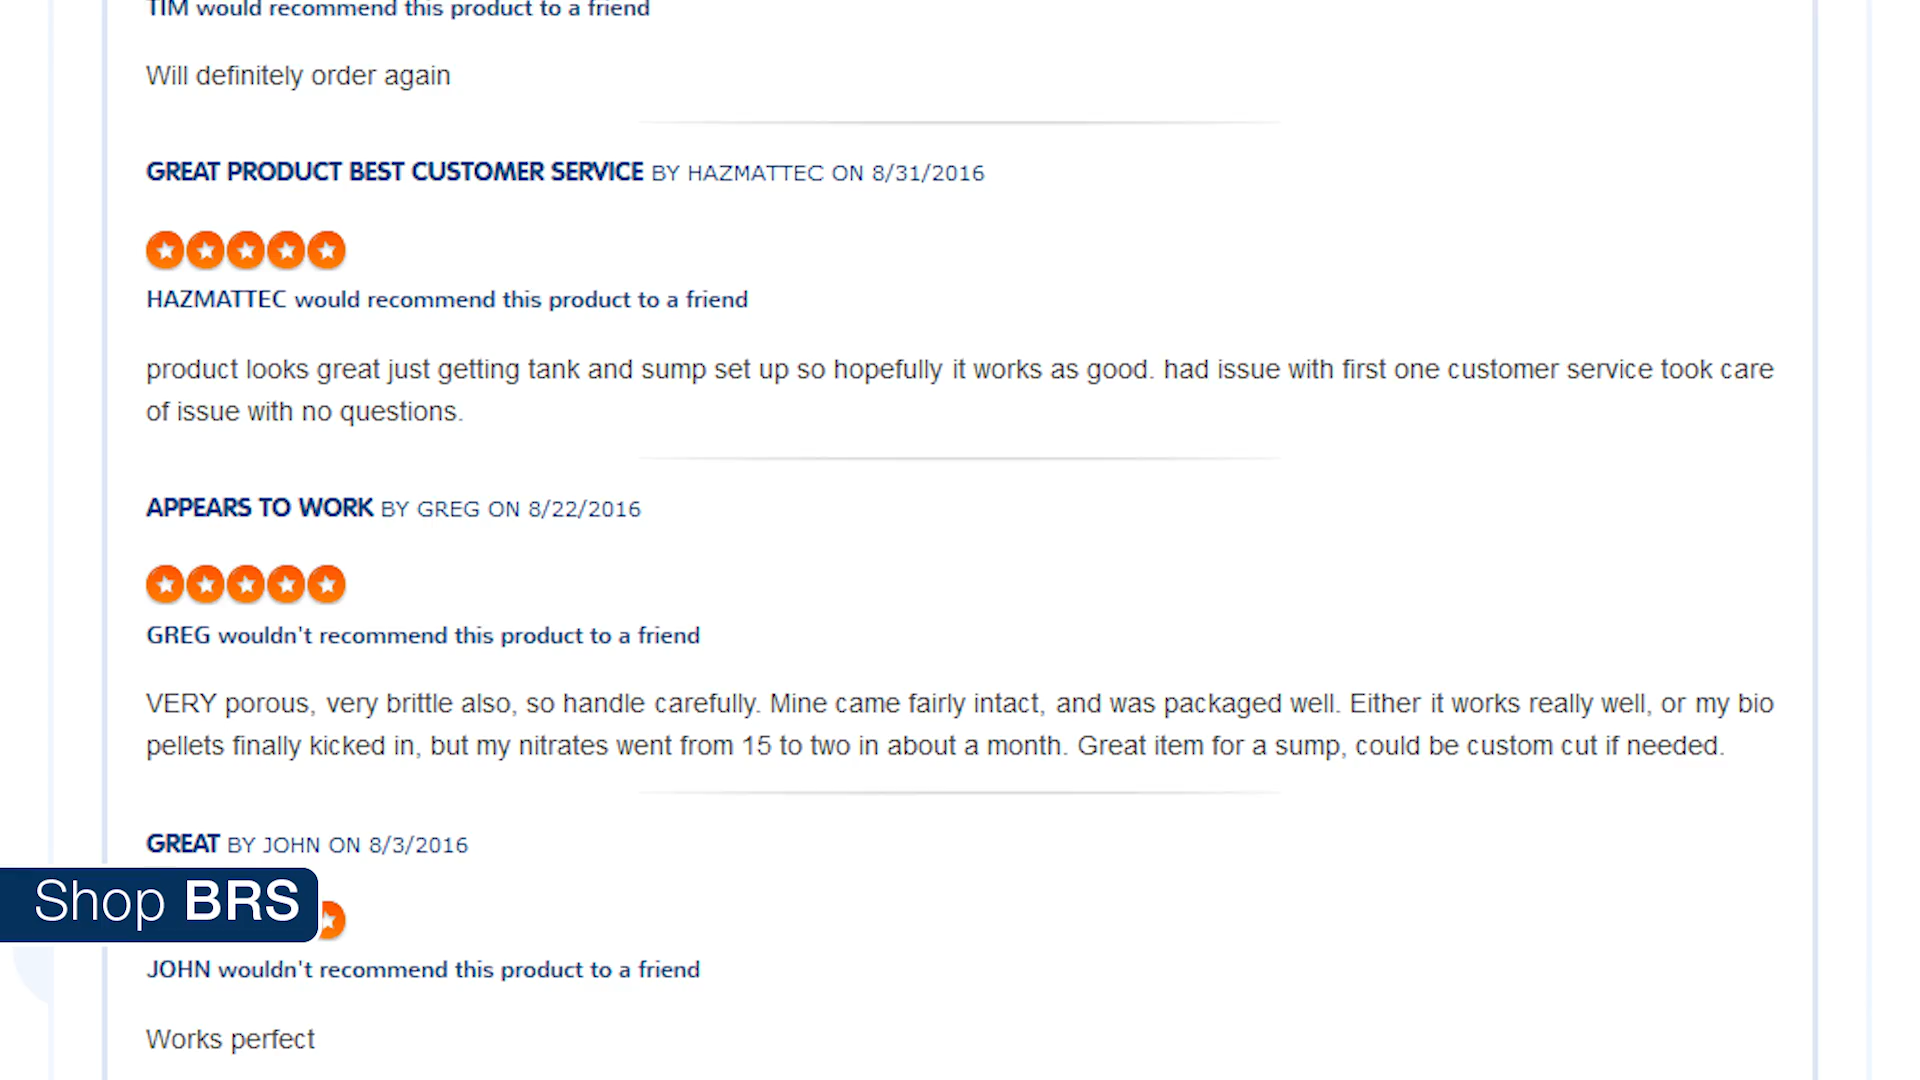 TIM would recommend this product to a friend
Will definitely order again
GREAT PRODUCT BEST CUSTOMER SERVICE BY HAZMATTEC ON 8/31/2016
HAZMATTEC would recommend this product to a friend
product looks great just getting tank and sump set up so hopefully it works as good. had issue with first one customer service took care
of issue with no questions.
APPEARS TO WORK BY GREG ON 8/22/2016
GREG wouldn't recommend this product to a friend
VERY porous, very brittle also, so handle carefully. Mine came fairly intact, and was packaged well. Either it works really well, or my bio
pellets finally kicked in, but my nitrates went from 15 to two in about a month. Great item for a sump, could be custom cut if needed.
GREAT BY JOHN ON 8/3/2016
Shop BRS
JOHN wouldn't recommend this product to a friend
Works perfect